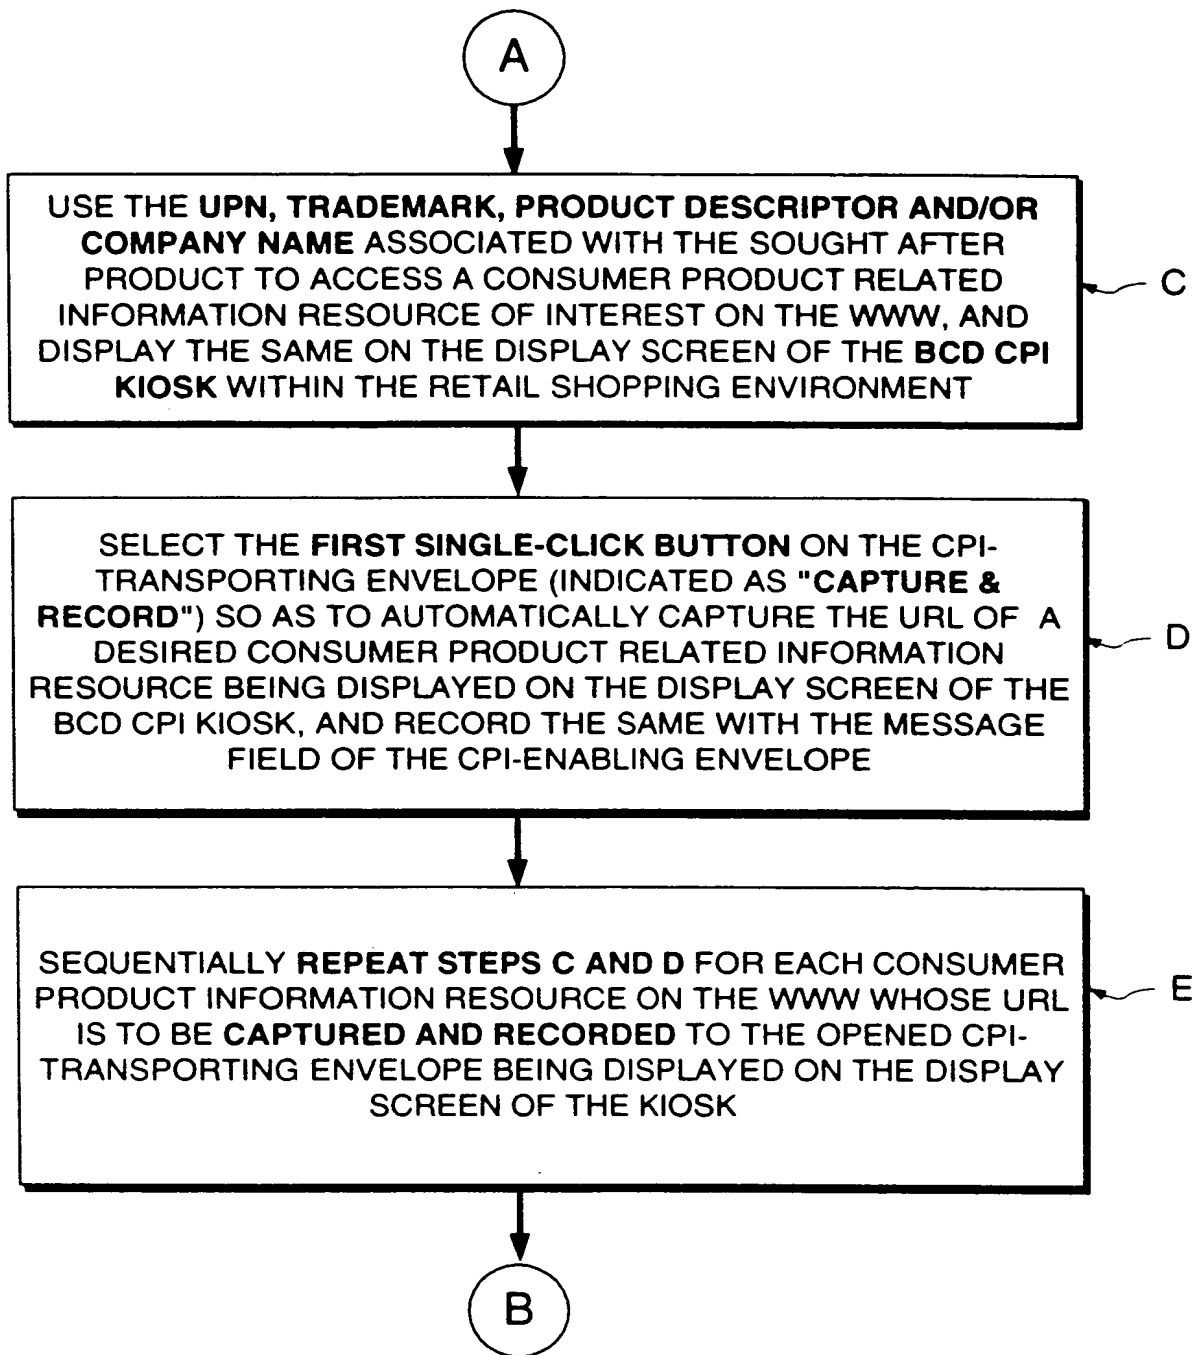 A
USE THE UPN, TRADEMARK, PRODUCT DESCRIPTOR AND/OR
COMPANY NAME ASSOCIATED WITH THE SOUGHT AFTER
PRODUCT TO ACCESS A CONSUMER PRODUCT RELATED
INFORMATION RESOURCE OF INTEREST ON THE WWW, AND
DISPLAY THE SAME ON THE DISPLAY SCREEN OF THE BCD CPI
KIOSK WITHIN THE RETAIL SHOPPING ENVIRONMENT
C
SELECT THE FIRST SINGLE-CLICK BUTTON ON THE CPI-
TRANSPORTING ENVELOPE (INDICATED AS "CAPTURE &
RECORD") SO AS TO AUTOMATICALLY CAPTURE THE URL OF A
DESIRED CONSUMER PRODUCT RELATED INFORMATION
RESOURCE BEING DISPLAYED ON THE DISPLAY SCREEN OF THE
BCD CPI KIOSK, AND RECORD THE SAME WITH THE MESSAGE
FIELD OF THE CPI-ENABLING ENVELOPE
D
SEQUENTIALLY REPEAT STEPS C AND D FOR EACH CONSUMER
PRODUCT INFORMATION RESOURCE ON THE WWW WHOSE URL
IS TO BE CAPTURED AND RECORDED TO THE OPENED CPI-
TRANSPORTING ENVELOPE BEING DISPLAYED ON THE DISPLAY
SCREEN OF THE KIOSK
E
B